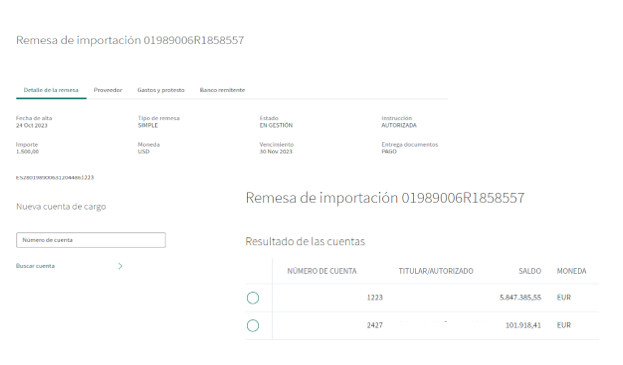 Remesa de importación 01989006R1858557
Detalle de la remesa Proveedor Gastos y protesto Banco remitente
Fecha de alta Tipo de remesa Estado Instrucción
24 Oct 2023 SIMPLE EN GESTIÓN AUTORIZADA
Importe Moneda Vencimiento Entrega documentos
1.500,00 USD 30 Nov 2023 PAGO
Nueva cuenta de cargo
Número de cuenta
Buscar cuenta
Remesa de importación 01989006R1858557
Resultado de las cuentas
NÚMERO DE CUENTA TITULAR/AUTORIZADO SALDO MONEDA
1223 5.847.385,55 EUR
2427 - 101.918,41 EUR